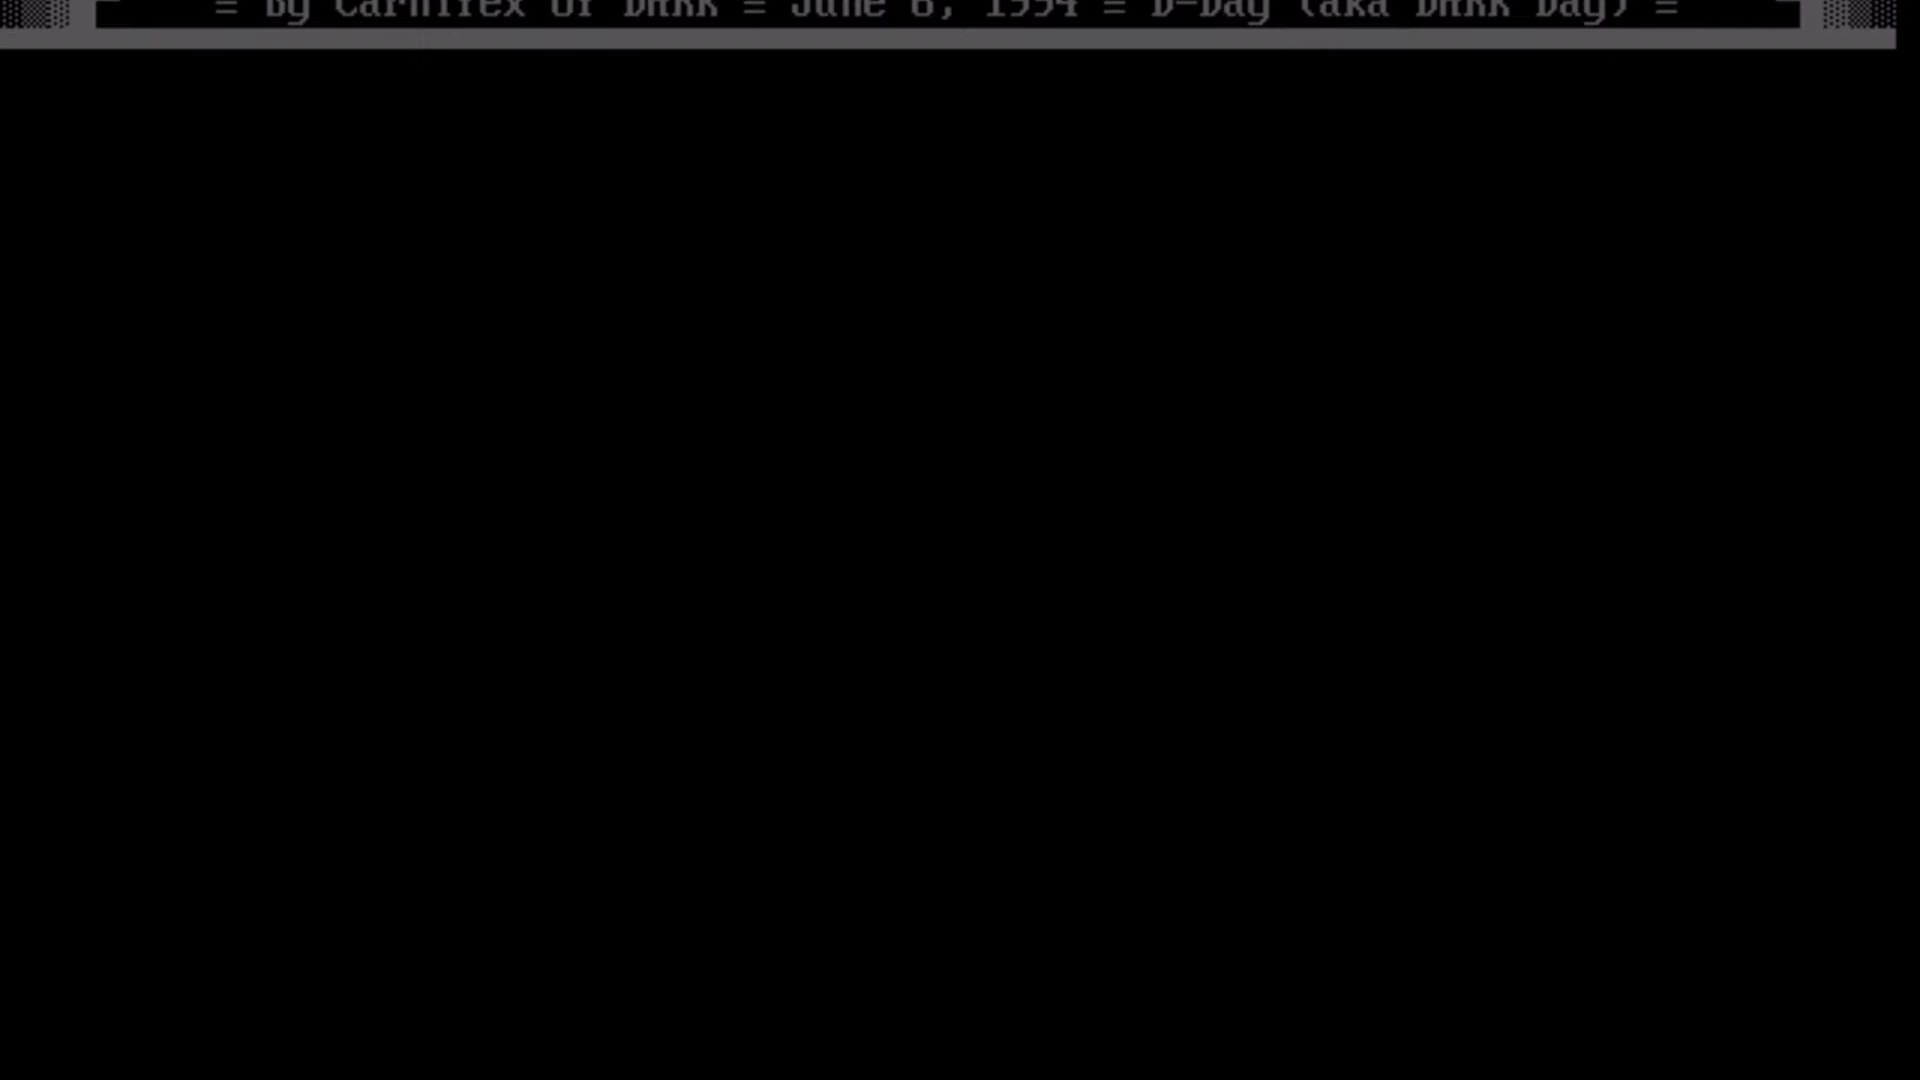 ≡ By Carnifex of DARK ≡ June 6, 1994 ≡ D-Day (aka DARK Day) ≡